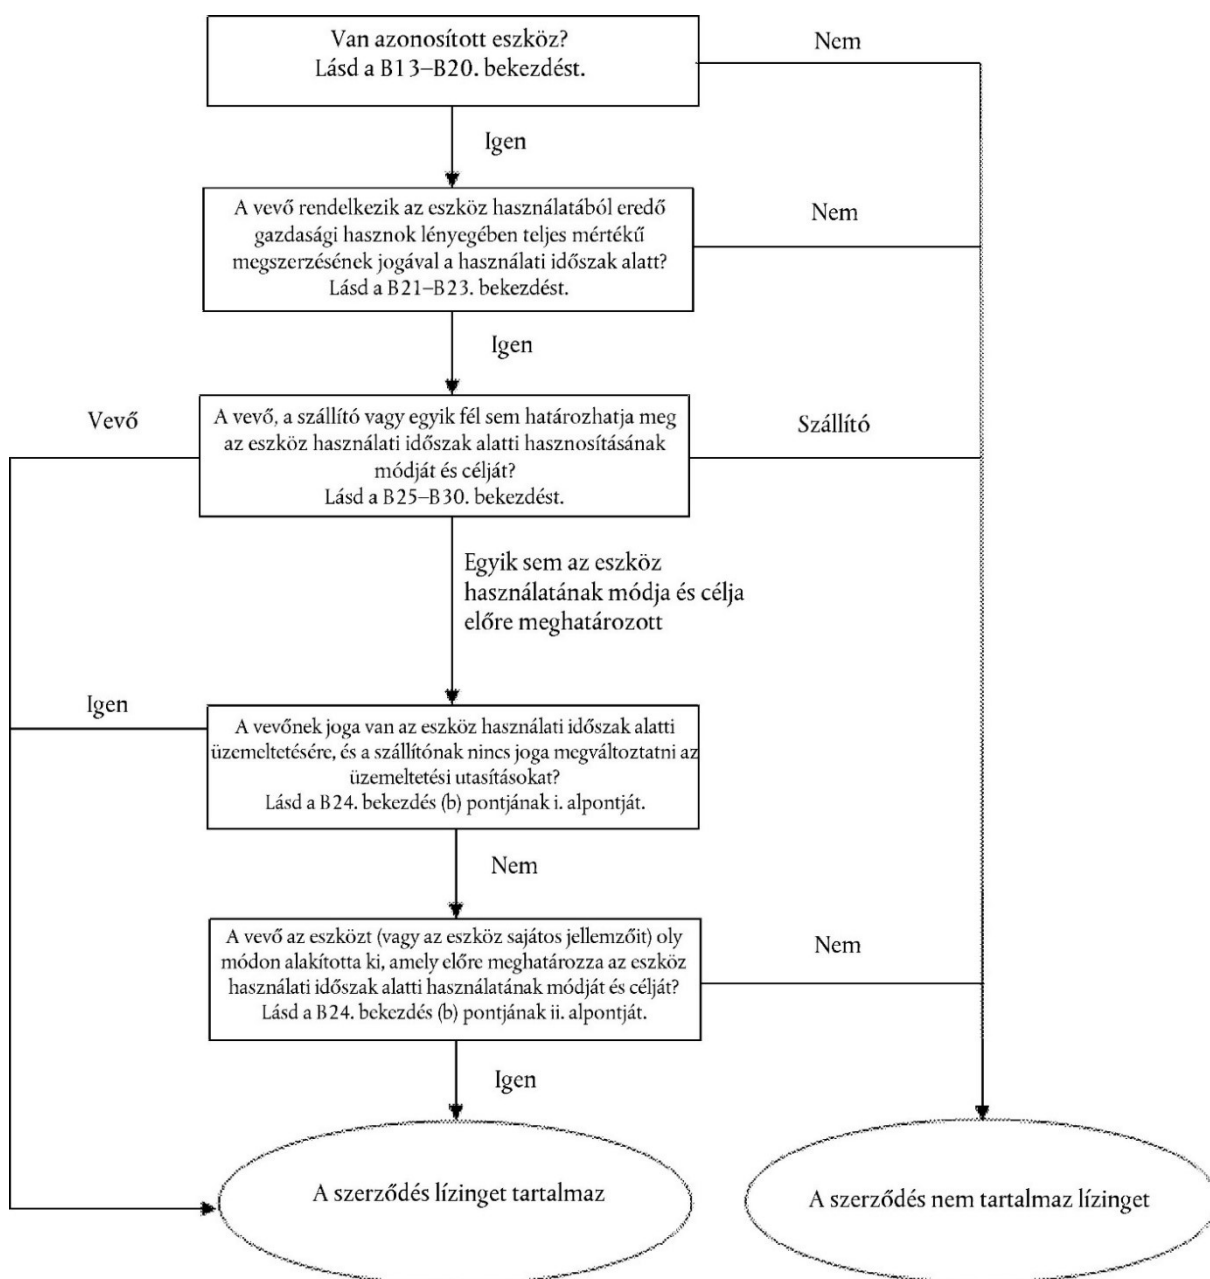 Van azonosított eszköz?
Lásd a B13–B20. bekezdést.
Nem
Igen
A vevő rendelkezik az eszköz használatából eredő
gazdasági hasznok lényegében teljes mértékű
megszerzésének jogával a használati időszak alatt?
Lásd a B21–B23. bekezdést.
Nem
Igen
Vevő
A vevő, a szállító vagy egyik fél sem határozhatja meg
az eszköz használati időszak alatti hasznosításának
módját és célját?
Lásd a B25–B30. bekezdést.
Szállító
Egyik sem az eszköz
használatának módja és célja
előre meghatározott
Igen
A vevőnek joga van az eszköz használati időszak alatti
üzemeltetésére, és a szállítónak nincs joga megváltoztatni az
üzemeltetési utasításokat?
Lásd a B24. bekezdés (b) pontjának i. alpontját.
Nem
A vevő az eszközt (vagy az eszköz sajátos jellemzőit) oly
módon alakította ki, amely előre meghatározza az eszköz
használati időszak alatti használatának módját és célját?
Lásd a B24. bekezdés (b) pontjának ii. alpontját.
Nem
Igen
A szerződés lízinget tartalmaz
A szerződés nem tartalmaz lízinget